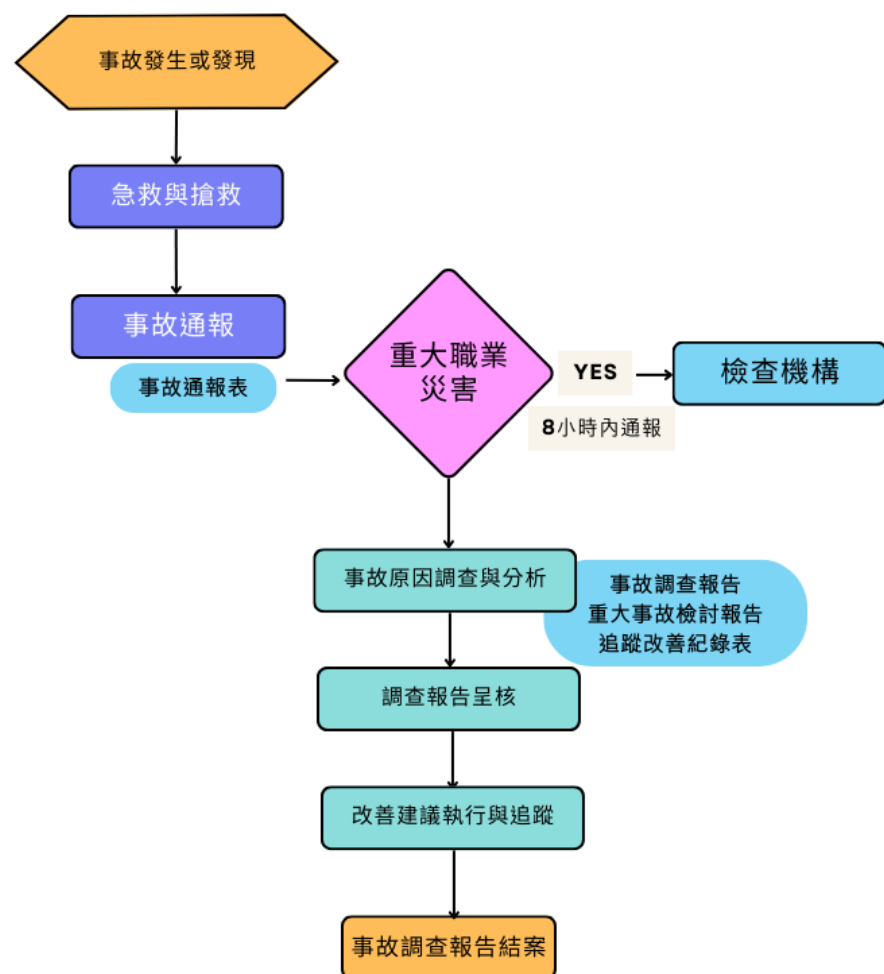 事故發生或發現
急救與搶救
事故通報
事故通報表
重大職業
災害
YES
8小時內通報
檢查機構
事故原因調查與分析
事故調查報告
重大事故檢討報告
追蹤改善紀錄表
調查報告呈核
改善建議執行與追蹤
事故調查報告結案